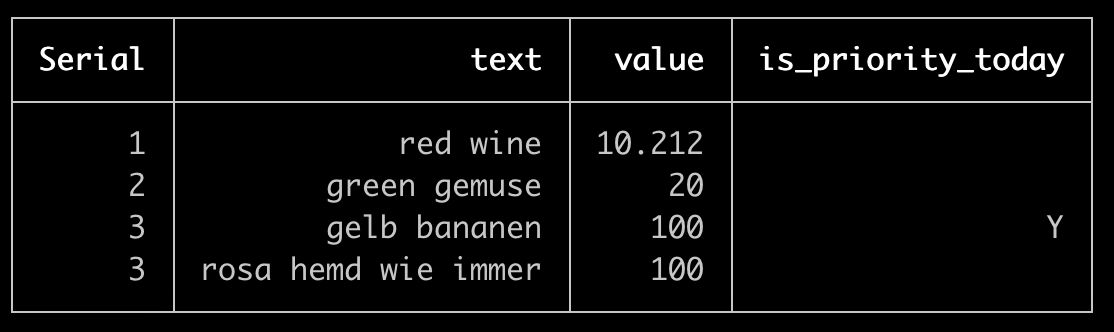 Serial text value is_priority_today
1 red wine 10.212
2 green gemuse 20
3 gelb bananen 100 Y
3 rosa hemd wie immer 100